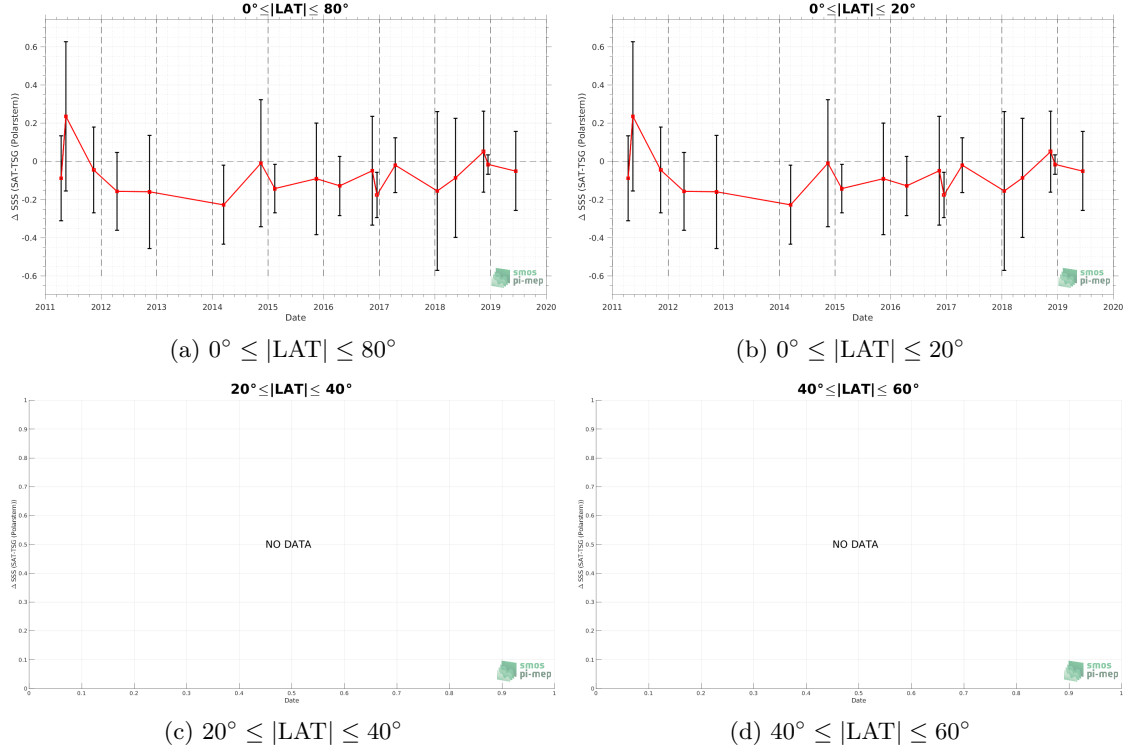 0°≤|LAT|≤ 80°
Δ SSS (SAT-TSG (Polarstern))
0.6
0.4
0.2
0
-0.2
-0.4
-0.6
2011 2012 2013 2014 2015 2016 2017 2018 2019 2020
Date
smos
pi-mep
(a) 0° ≤ |LAT| ≤ 80°
0°≤|LAT|≤ 20°
Δ SSS (SAT-TSG (Polarstern))
0.6
0.4
0.2
0
-0.2
-0.4
-0.6
2011 2012 2013 2014 2015 2016 2017 2018 2019 2020
Date
smos
pi-mep
(b) 0° ≤ |LAT| ≤ 20°
20°≤|LAT|≤ 40°
Δ SSS (SAT-TSG (Polarstern))
1
0.9
0.8
0.7
0.6
0.5
0.4
0.3
0.2
0.1
0
NO DATA
0 0.1 0.2 0.3 0.4 0.5 0.6 0.7 0.8 0.9 1
Date
smos
pi-mep
(c) 20° ≤ |LAT| ≤ 40°
40°≤|LAT|≤ 60°
Δ SSS (SAT-TSG (Polarstern))
1
0.9
0.8
0.7
0.6
0.5
0.4
0.3
0.2
0.1
0
NO DATA
0 0.1 0.2 0.3 0.4 0.5 0.6 0.7 0.8 0.9 1
Date
smos
pi-mep
(d) 40° ≤ |LAT| ≤ 60°